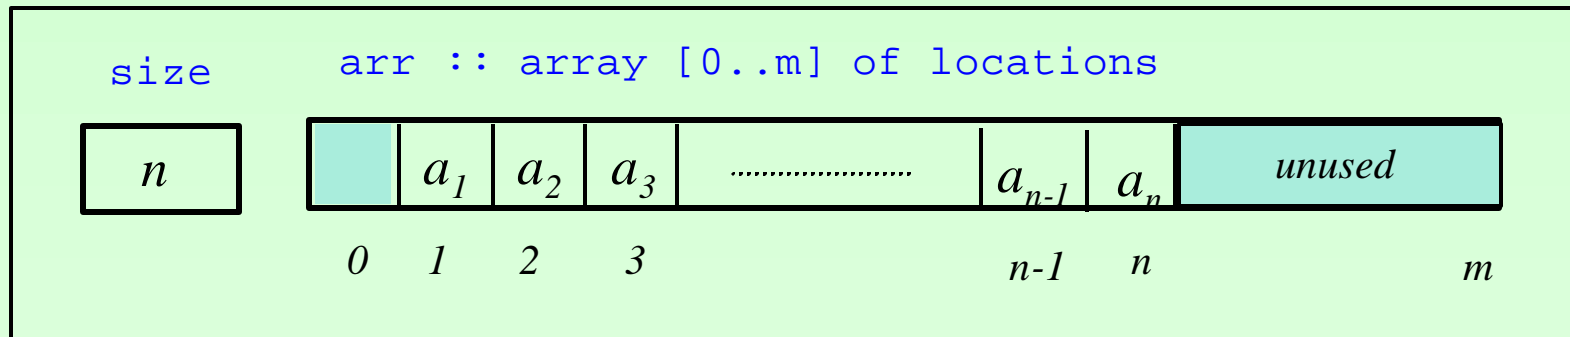 size arr :: array [0..m] of locations
n a₁ a₂ a₃ .................... aₙ₋₁ aₙ unused
0 1 2 3 n-1 n m